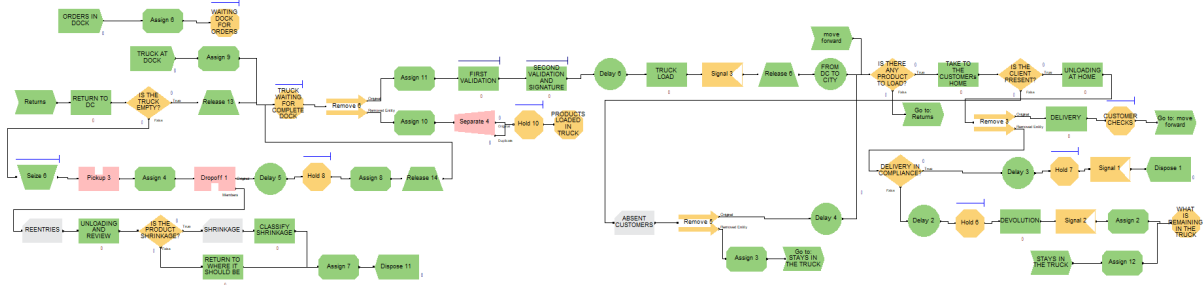 ORDERS IN
DOCK
Assign 6
WAITING
DOCK
FOR
ORDERS
TRUCK AT
DOCK
Assign 9
Returns
RETURN TO
DC
IS THE
TRUCK
EMPTY?
True
False
Release 13
TRUCK
WAITING FOR
COMPLETE
DOCK
Remove 6
Original
Removed Entity
Assign 11
FIRST
VALIDATION
SECOND
VALIDATION
AND
SIGNATURE
Assign 10
Separate 4
Original
Duplicate
Hold 10
PRODUCTS
LOADED IN
TRUCK
Delay 6
TRUCK
LOAD
Signal 3
Release 6
move
forward
FROM
DC TO
CITY
IS THERE
ANY
PRODUCT
TO LOAD?
True
False
Go to:
Returns
TAKE TO
THE
CUSTOMERs
HOME
IS THE
CLIENT
PRESENT?
True
False
UNLOADING
AT HOME
Remove 3
Original
Removed Entity
DELIVERY
CUSTOMER
CHECKS
Go to: move
forward
Seize 6
Pickup 3
Assign 4
Dropoff 1
Original
Members
Delay 5
Hold 8
Assign 8
Release 14
DELIVERY IN
COMPLIANCE?
True
False
Delay 3
Hold 7
Signal 1
Dispose 1
REENTRIES
UNLOADING
AND
REVIEW
IS THE
PRODUCT
SHRINKAGE?
True
False
SHRINKAGE
CLASSIFY
SHRINKAGE
RETURN TO
WHERE IT
SHOULD BE
Assign 7
Dispose 11
ABSENT
CUSTOMERS
Remove 5
Original
Removed Entity
Delay 4
Assign 3
Go to:
STAYS IN
THE TRUCK
Delay 2
Hold 6
DEVOLUTION
Signal 2
Assign 2
WHAT
IS
REMAINING
IN THE
TRUCK
STAYS IN
THE TRUCK
Assign 12